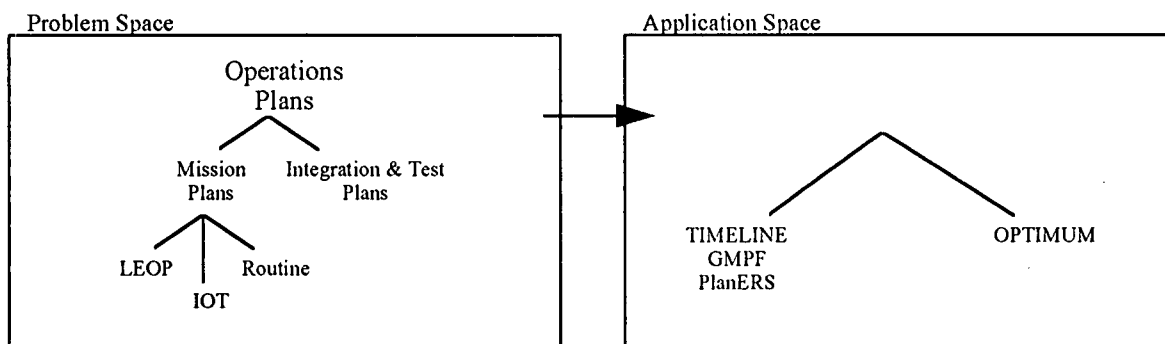 Problem Space
Operations
Plans
Mission
Plans
Integration & Test
Plans
LEOP
Routine
IOT
Application Space
TIMELINE
GMPF
PlanERS
OPTIMUM